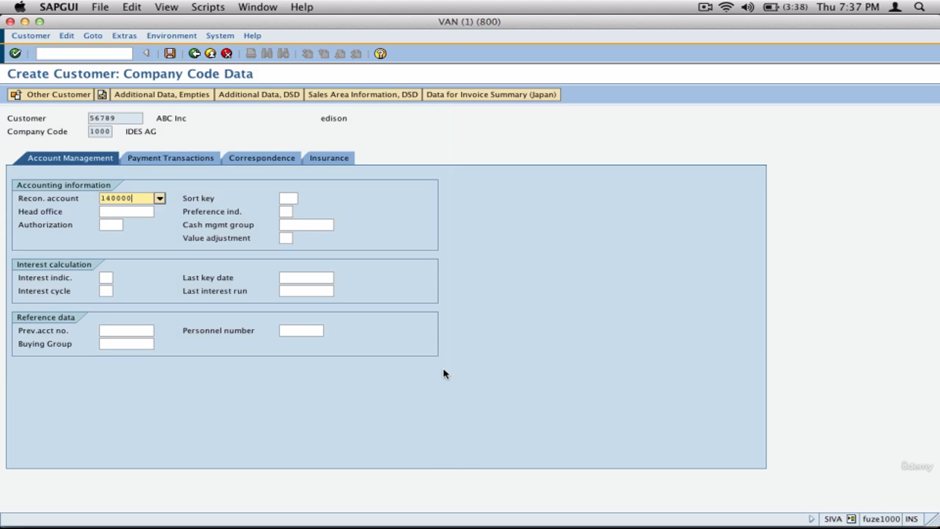 SAPGUI File Edit View Scripts Window Help (3:38) Thu 7:37 PM
VAN (1) (800)
Customer Edit Goto Extras Environment System Help
Create Customer: Company Code Data
Other Customer Additional Data, Empties Additional Data, DSD Sales Area Information, DSD Data for Invoice Summary (Japan)
Customer 56789 ABC Inc edison
Company Code 1000 IDES AG
Account Management Payment Transactions Correspondence Insurance
Accounting information
Recon. account 140000 Sort key
Head office Preference ind.
Authorization Cash mgmt group
Value adjustment
Interest calculation
Interest indic. Last key date
Interest cycle Last interest run
Reference data
Prev.acct no. Personnel number
Buying Group
Udemy
SIVA fuze1000 INS